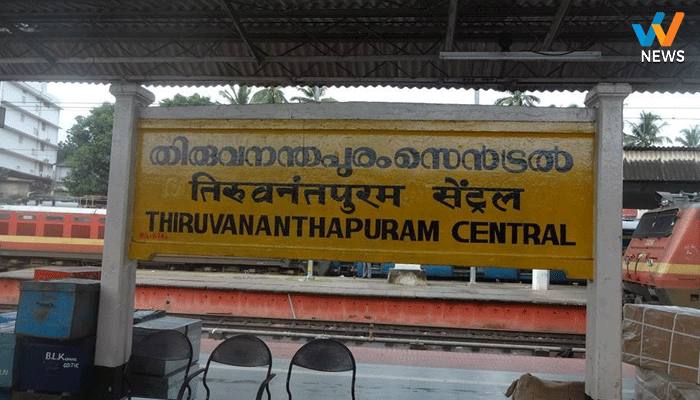 W NEWS
തിരുവനന്തപുരം സെൻട്രൽ
तिरुवनंतपुरम सेंट्रल
THIRUVANANTHAPURAM CENTRAL
B.L.K